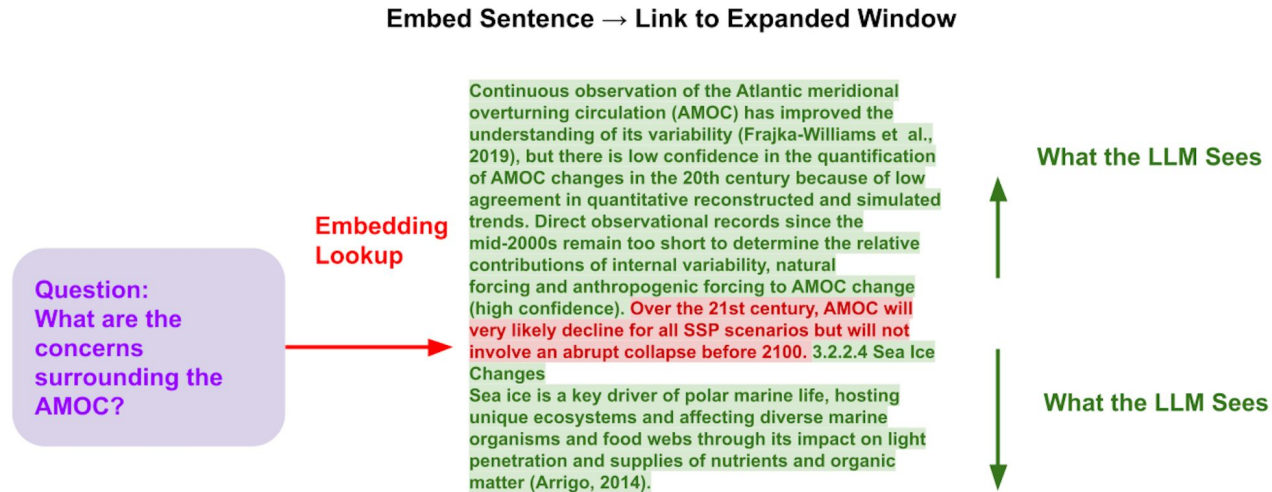 Embed Sentence → Link to Expanded Window
Question:
What are the
concerns
surrounding the
AMOC?
Embedding
Lookup
Continuous observation of the Atlantic meridional
overturning circulation (AMOC) has improved the
understanding of its variability (Frajka-Williams et  al.,
2019), but there is low confidence in the quantification
of AMOC changes in the 20th century because of low
agreement in quantitative reconstructed and simulated
trends. Direct observational records since the
mid-2000s remain too short to determine the relative
contributions of internal variability, natural
forcing and anthropogenic forcing to AMOC change
(high confidence). Over the 21st century, AMOC will
very likely decline for all SSP scenarios but will not
involve an abrupt collapse before 2100. 3.2.2.4 Sea Ice
Changes
Sea ice is a key driver of polar marine life, hosting
unique ecosystems and affecting diverse marine
organisms and food webs through its impact on light
penetration and supplies of nutrients and organic
matter (Arrigo, 2014).
What the LLM Sees
What the LLM Sees